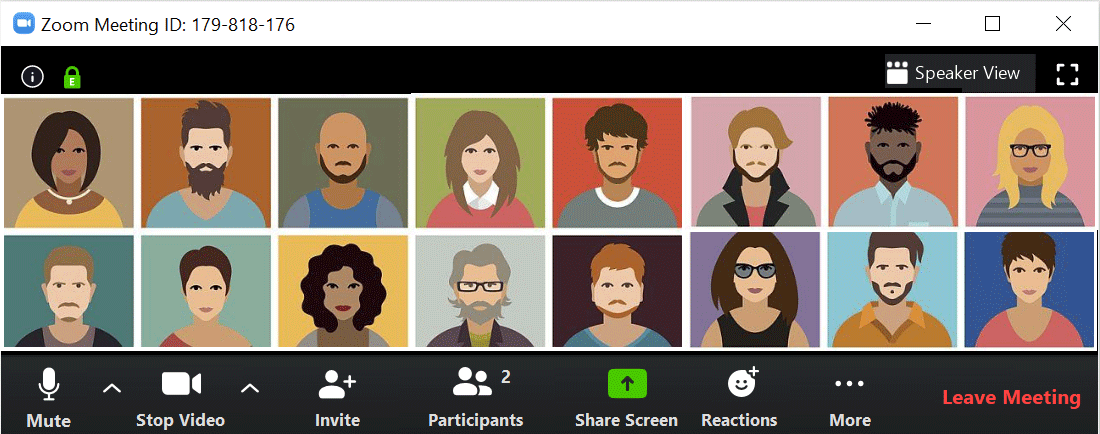 Zoom Meeting ID: 179-818-176
E
Speaker View
2
Mute
Stop Video
Invite
Participants
Share Screen
Reactions
More
Leave Meeting